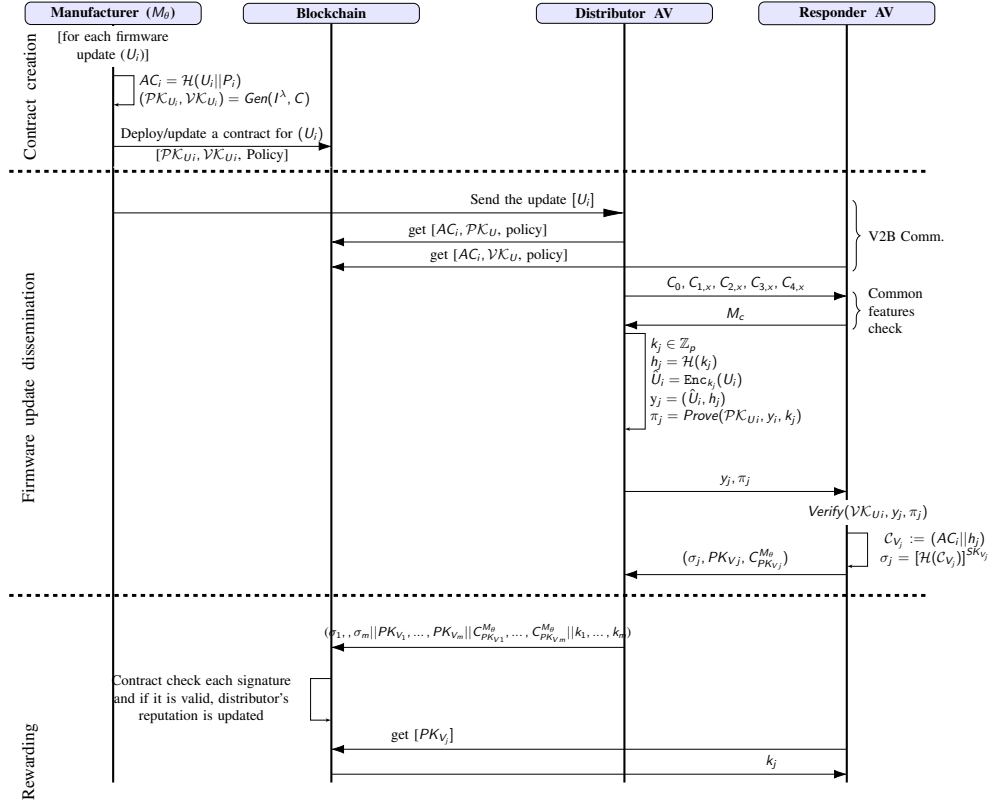 Manufacturer (M_θ)
Blockchain
Distributor AV
Responder AV
Contract creation
[for each firmware
update (U_i)]
AC_i = ℋ(U_i||P_i)
(𝒫𝒦_{U_i}, 𝒱𝒦_{U_i}) = Gen(I^λ, C)
Deploy/update a contract for (U_i)
[𝒫𝒦_{Ui}, 𝒱𝒦_{Ui}, Policy]
Firmware update dissemination
Send the update [U_i]
get [AC_i, 𝒫𝒦_U, policy]
get [AC_i, 𝒱𝒦_U, policy]
V2B Comm.
C_0, C_{1,x}, C_{2,x}, C_{3,x}, C_{4,x}
M_c
Common
features
check
k_j ∈ ℤ_p
h_j = ℋ(k_j)
Û_i = Enc_{k_j}(U_i)
y_j = (Û_i, h_j)
π_j = Prove(𝒫𝒦_{Ui}, y_i, k_j)
y_j, π_j
Verify(𝒱𝒦_{Ui}, y_j, π_j)
𝒞_{V_j} := (AC_i||h_j)
σ_j = [ℋ(𝒞_{V_j})]^{SK_{V_j}}
(σ_j, PK_{Vj}, C^{M_θ}_{PK_{Vj}})
Rewarding
(σ_1, , σ_m||PK_{V_1}, ..., PK_{V_m}||C^{M_θ}_{PK_{V1}}, ..., C^{M_θ}_{PK_{Vm}}||k_1, ..., k_m)
Contract check each signature
and if it is valid, distributor's
reputation is updated
get [PK_{V_j}]
k_j